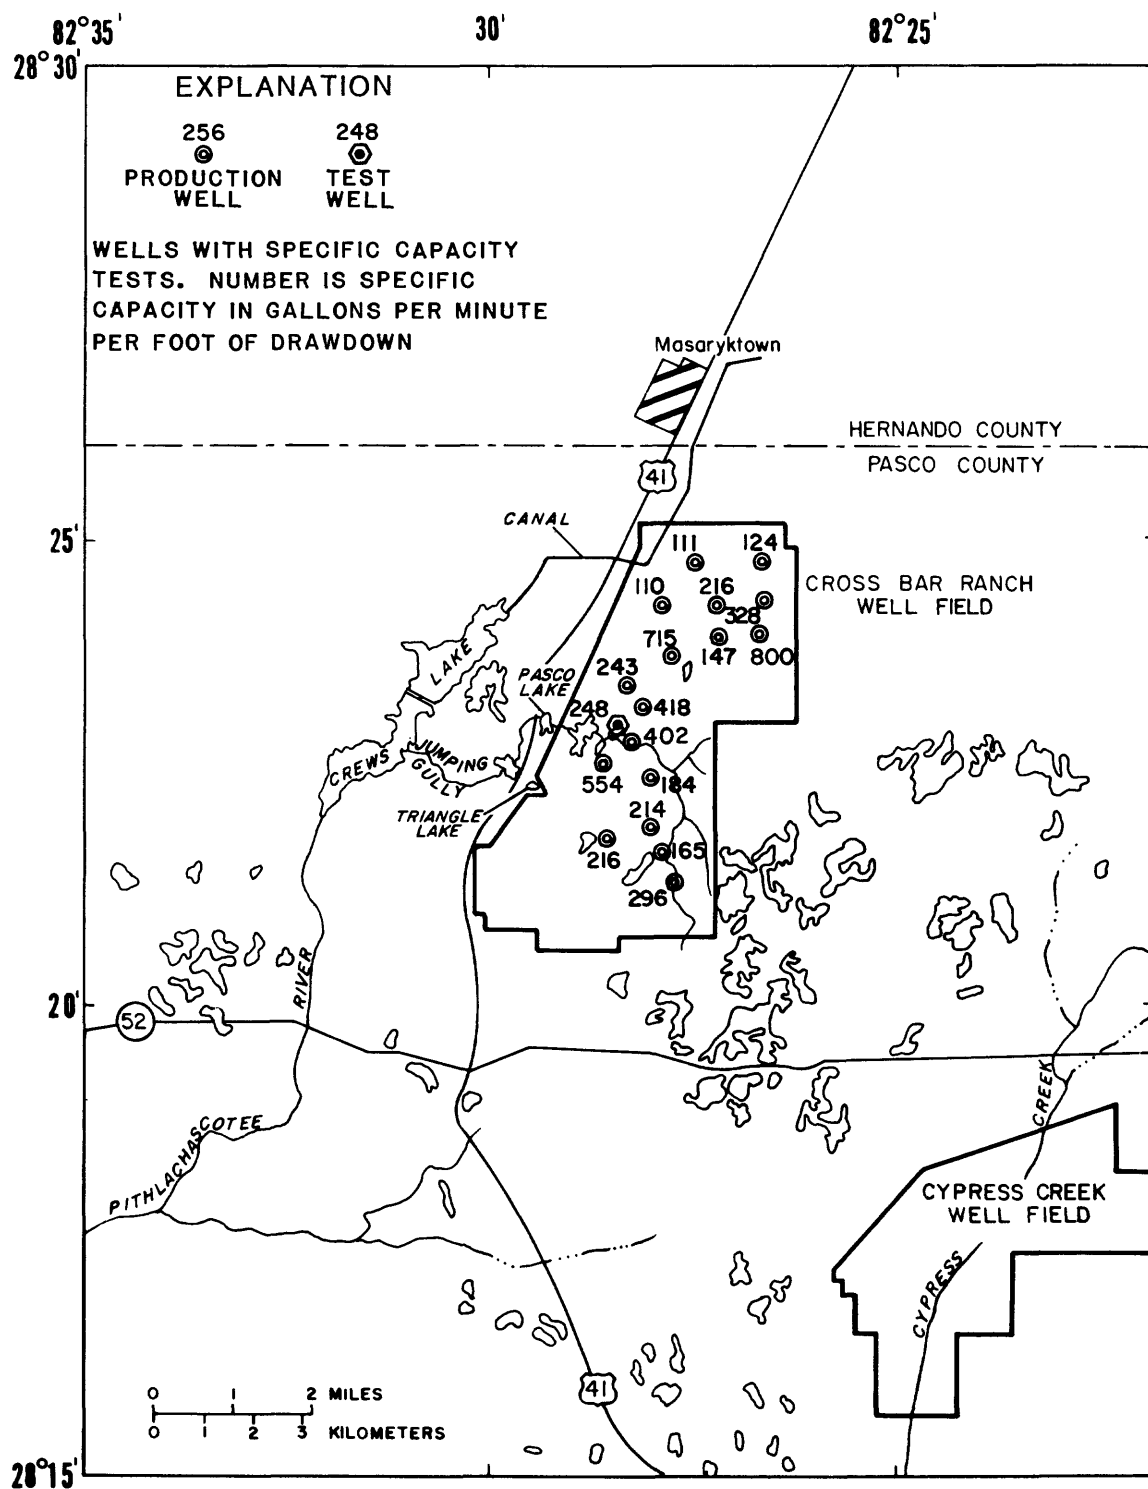 82°35' 30' 82°25'
28°30'
EXPLANATION
256 248
PRODUCTION WELL
TEST WELL
WELLS WITH SPECIFIC CAPACITY
TESTS. NUMBER IS SPECIFIC
CAPACITY IN GALLONS PER MINUTE
PER FOOT OF DRAWDOWN
Masaryktown
HERNANDO COUNTY
PASCO COUNTY
41
CANAL
25'
111
124
CROSS BAR RANCH
WELL FIELD
110
216
328
715
147
800
243
418
248
402
554
184
214
216
165
296
PASCO
LAKE
CREWS LAKE
JUMPING
GULLY
TRIANGLE
LAKE
20'
52
PITHLACHASCOTEE RIVER
CREEK
CYPRESS CREEK
WELL FIELD
CYPRESS
41
0 1 2 MILES
0 1 2 3 KILOMETERS
28°15'